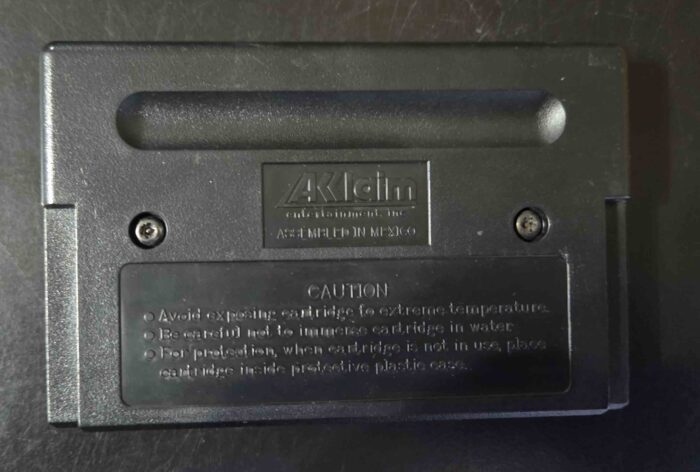 AKlaim
entertainment, inc.
ASSEMBLED IN MEXICO
CAUTION
○ Avoid exposing cartridge to extreme temperature.
○ Be careful not to immerse cartridge in water.
○ For protection, when cartridge is not in use, place
cartridge inside protective plastic case.